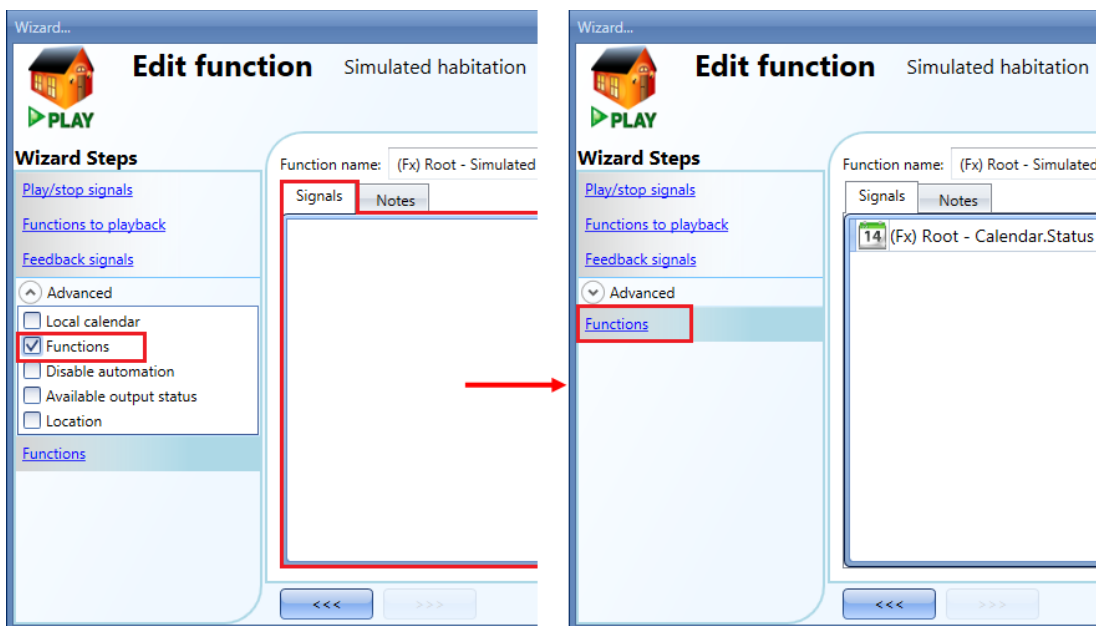 Wizard...
Edit function Simulated habitation
PLAY
Wizard Steps
Play/stop signals
Functions to playback
Feedback signals
Advanced
Local calendar
Functions
Disable automation
Available output status
Location
Functions
Function name: (Fx) Root - Simulated
Signals Notes
<<< >>>
Wizard...
Edit function Simulated habitation
PLAY
Wizard Steps
Play/stop signals
Functions to playback
Feedback signals
Advanced
Functions
Function name: (Fx) Root - Simulated
Signals Notes
14 (Fx) Root - Calendar.Status
<<< >>>